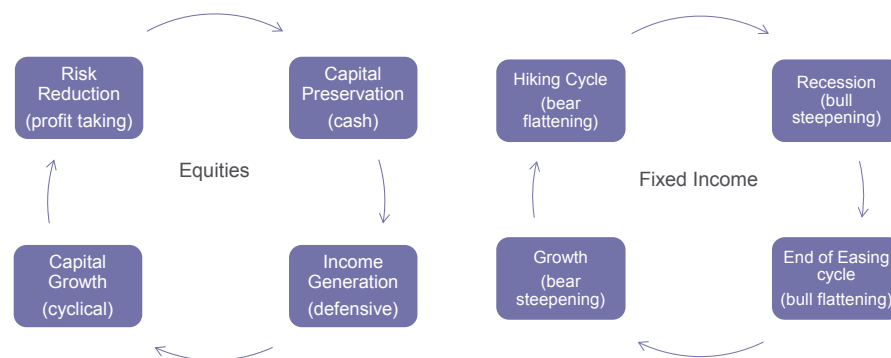 Risk
Reduction
(profit taking)
Capital
Preservation
(cash)
Equities
Capital
Growth
(cyclical)
Income
Generation
(defensive)
Hiking Cycle
(bear
flattening)
Recession
(bull
steepening)
Fixed Income
Growth
(bear
steepening)
End of Easing
cycle
(bull flattening)